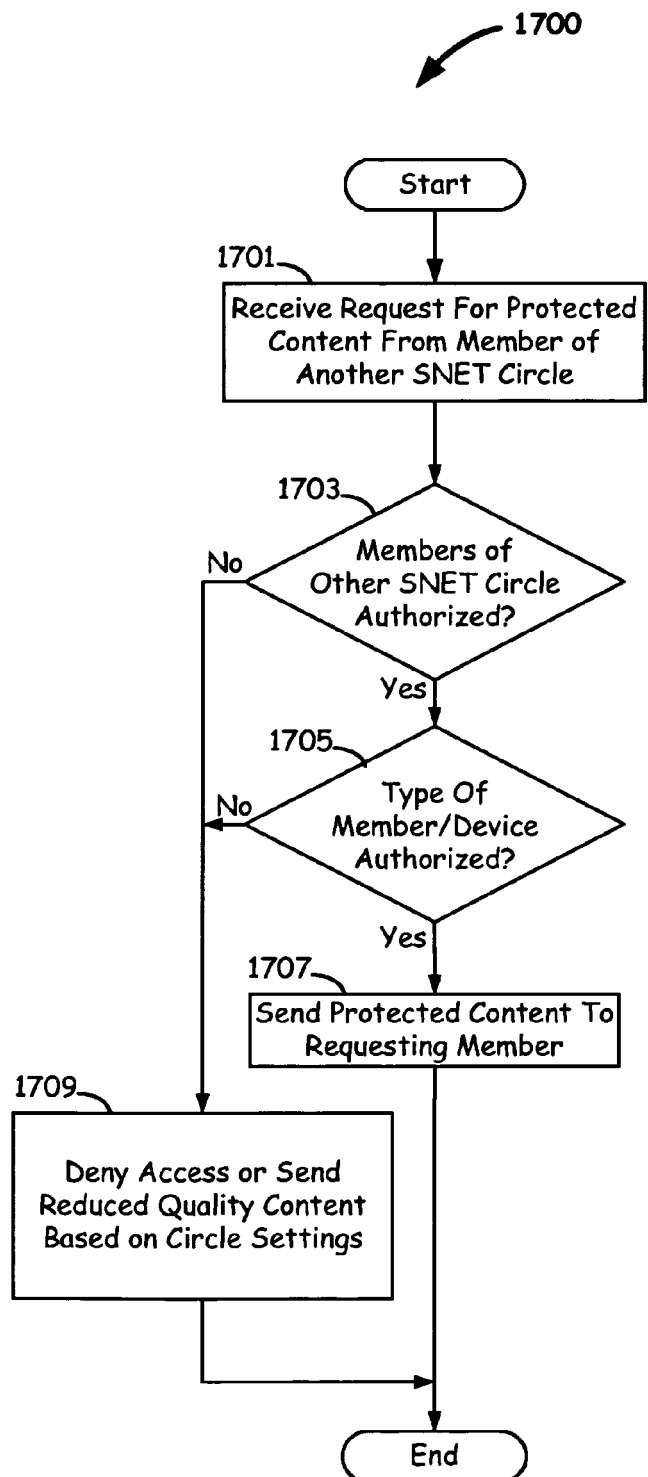 1700
Start
1701
Receive Request For Protected
Content From Member of
Another SNET Circle
1703
Members of
Other SNET Circle
Authorized?
No
Yes
1705
Type Of
Member/Device
Authorized?
No
Yes
1707
Send Protected Content To
Requesting Member
1709
Deny Access or Send
Reduced Quality Content
Based on Circle Settings
End